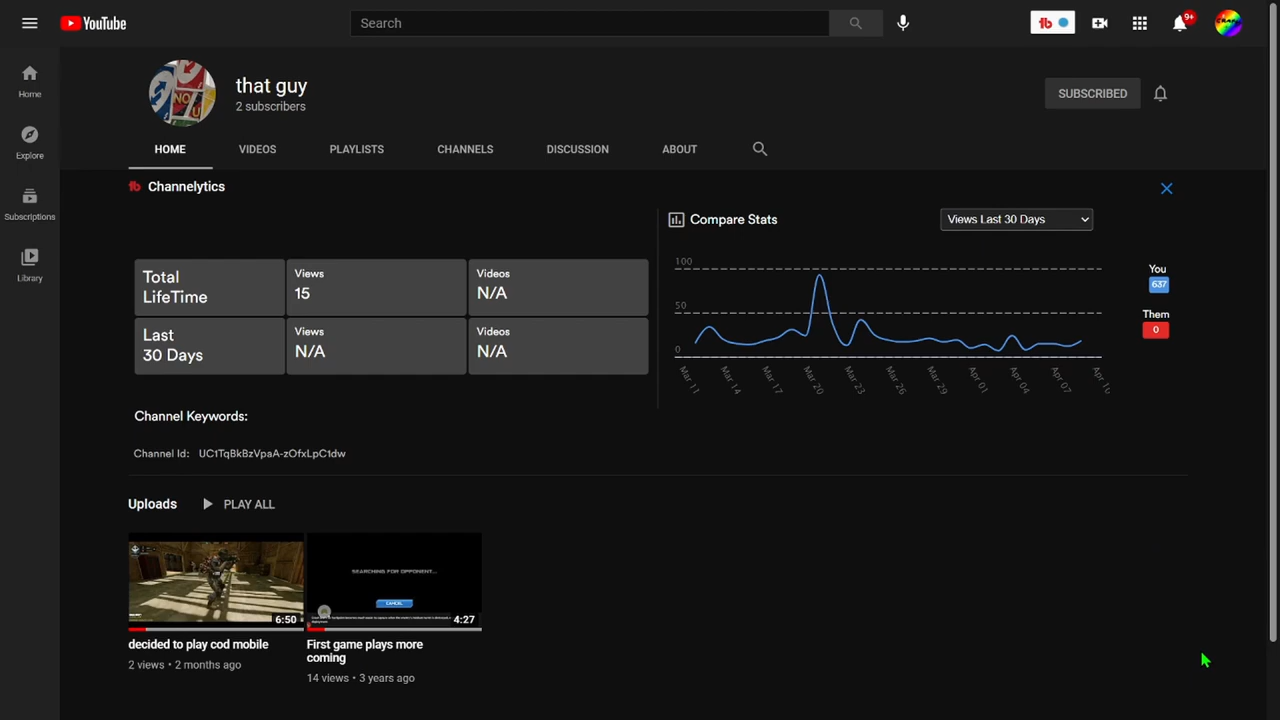 YouTube
Search
9+
Home
Explore
Subscriptions
Library
NO
U
that guy
2 subscribers
SUBSCRIBED
HOME VIDEOS PLAYLISTS CHANNELS DISCUSSION ABOUT
tb Channelytics
Total
LifeTime
Views
15
Videos
N/A
Last
30 Days
Views
N/A
Videos
N/A
Compare Stats
Views Last 30 Days
100
50
0
Mar 11
Mar 14
Mar 17
Mar 20
Mar 23
Mar 26
Mar 29
Apr 01
Apr 04
Apr 07
Apr 10
You
637
Them
0
Channel Keywords:
Channel Id: UC1TqBkBzVpaA-zOfxLpC1dw
Uploads PLAY ALL
6:50
SEARCHING FOR OPPONENT...
CANCEL
4:27
decided to play cod mobile
2 views • 2 months ago
First game plays more
coming
14 views • 3 years ago